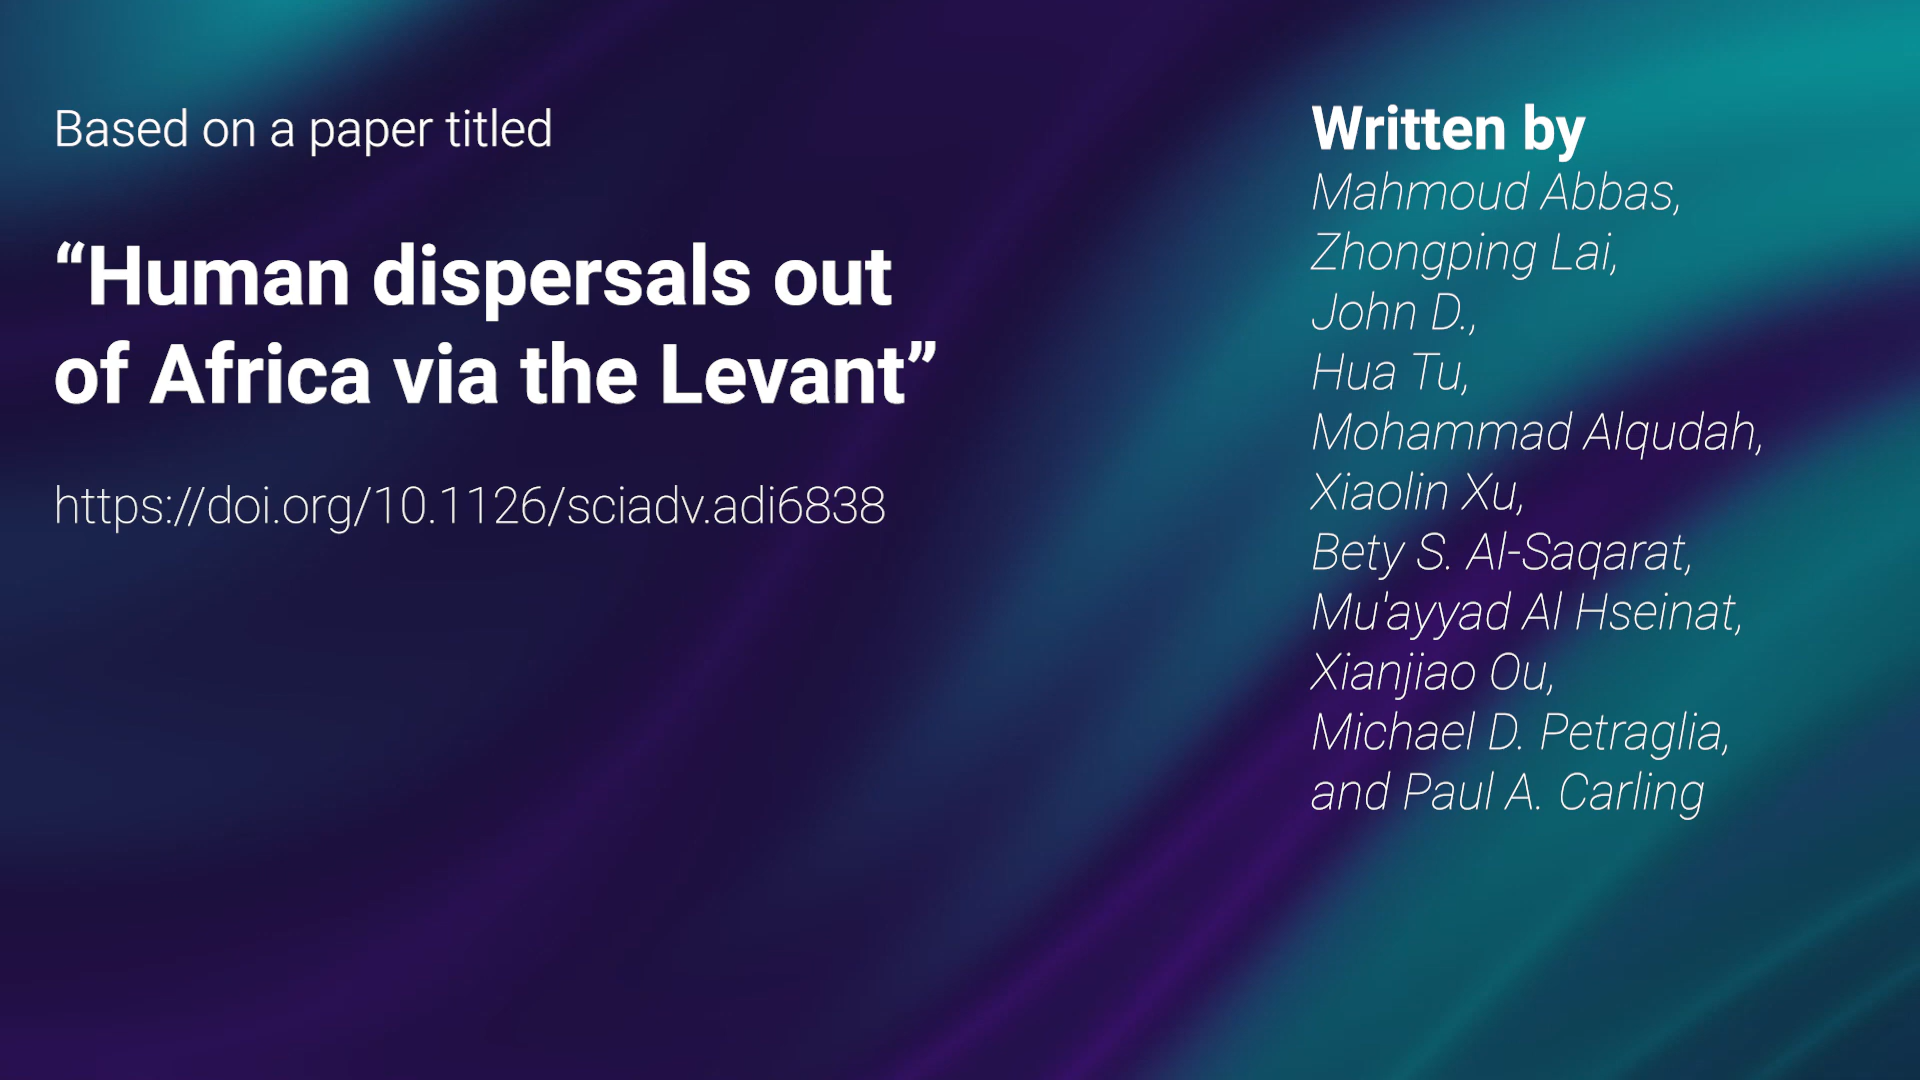 Based on a paper titled
“Human dispersals out
of Africa via the Levant”
https://doi.org/10.1126/sciadv.adi6838
Written by
Mahmoud Abbas,
Zhongping Lai,
John D.,
Hua Tu,
Mohammad Alqudah,
Xiaolin Xu,
Bety S. Al-Saqarat,
Mu'ayyad Al Hseinat,
Xianjiao Ou,
Michael D. Petraglia,
and Paul A. Carling